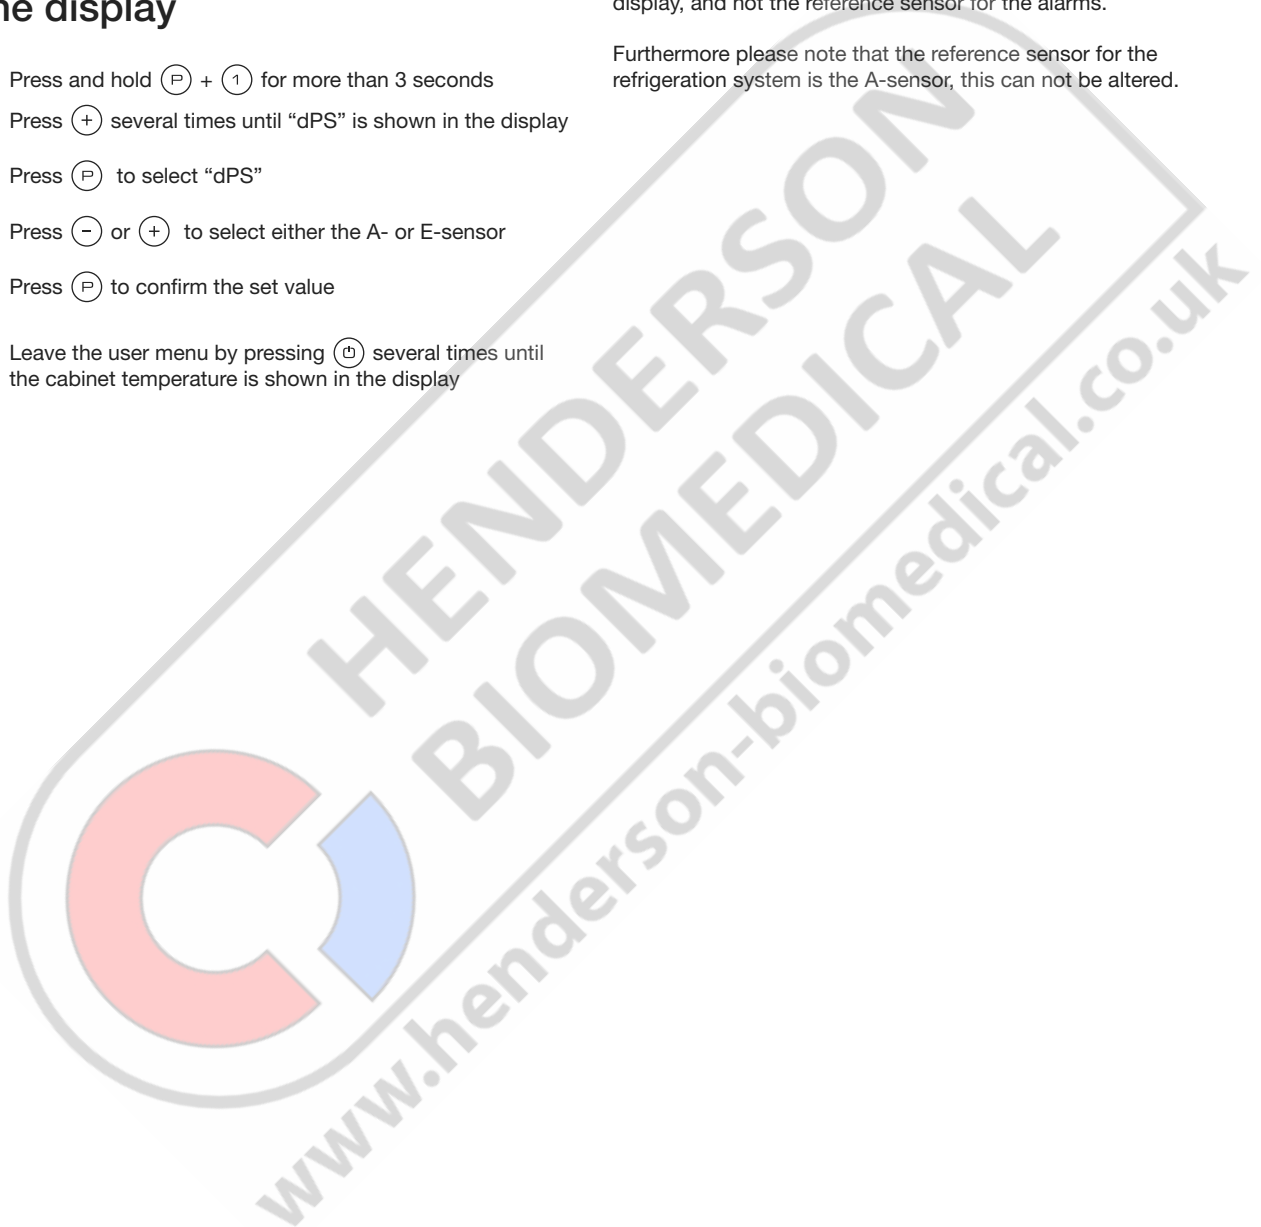 he display
Press and hold P + 1 for more than 3 seconds
Press + several times until “dPS” is shown in the display
Press P to select “dPS”
Press - or + to select either the A- or E-sensor
Press P to confirm the set value
Leave the user menu by pressing several times until
the cabinet temperature is shown in the display
display, and not the reference sensor for the alarms.
Furthermore please note that the reference sensor for the
refrigeration system is the A-sensor, this can not be altered.
HENDERSON
BIOMEDICAL
www.henderson-biomedical.co.uk